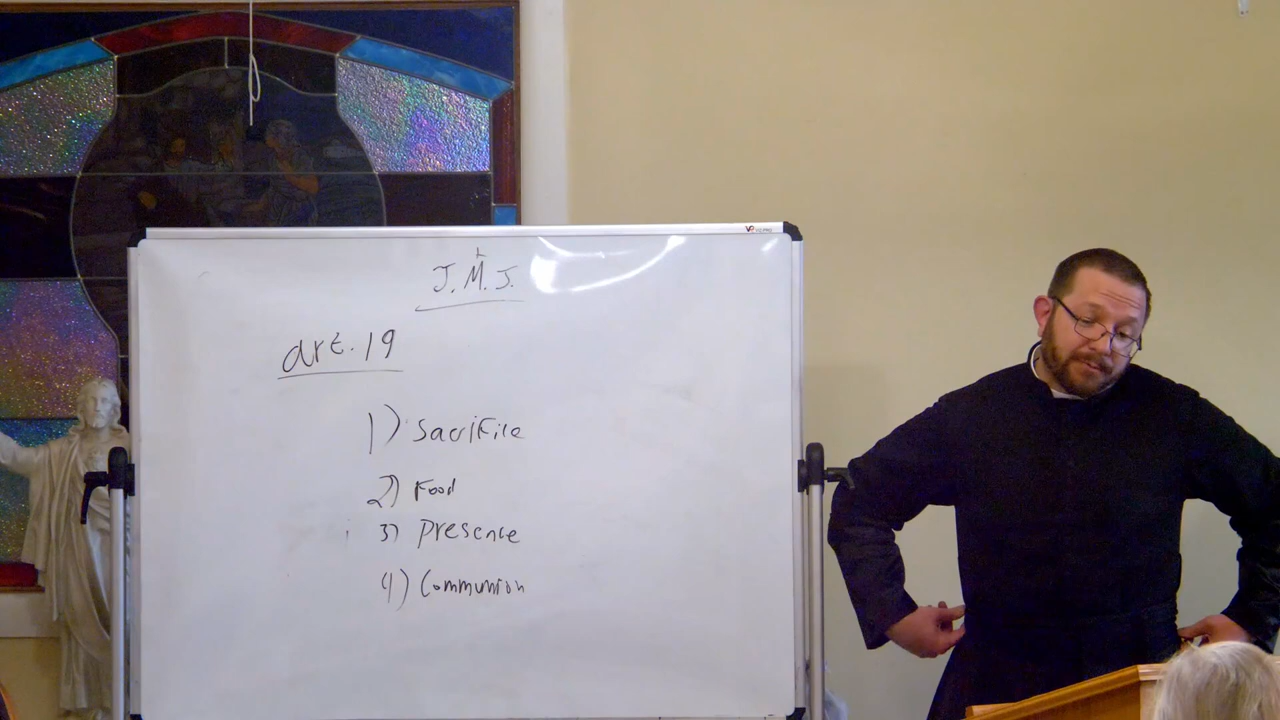 J.M.J.
art. 19
1) Sacrifice
2) Food
3) Presence
4) Communion